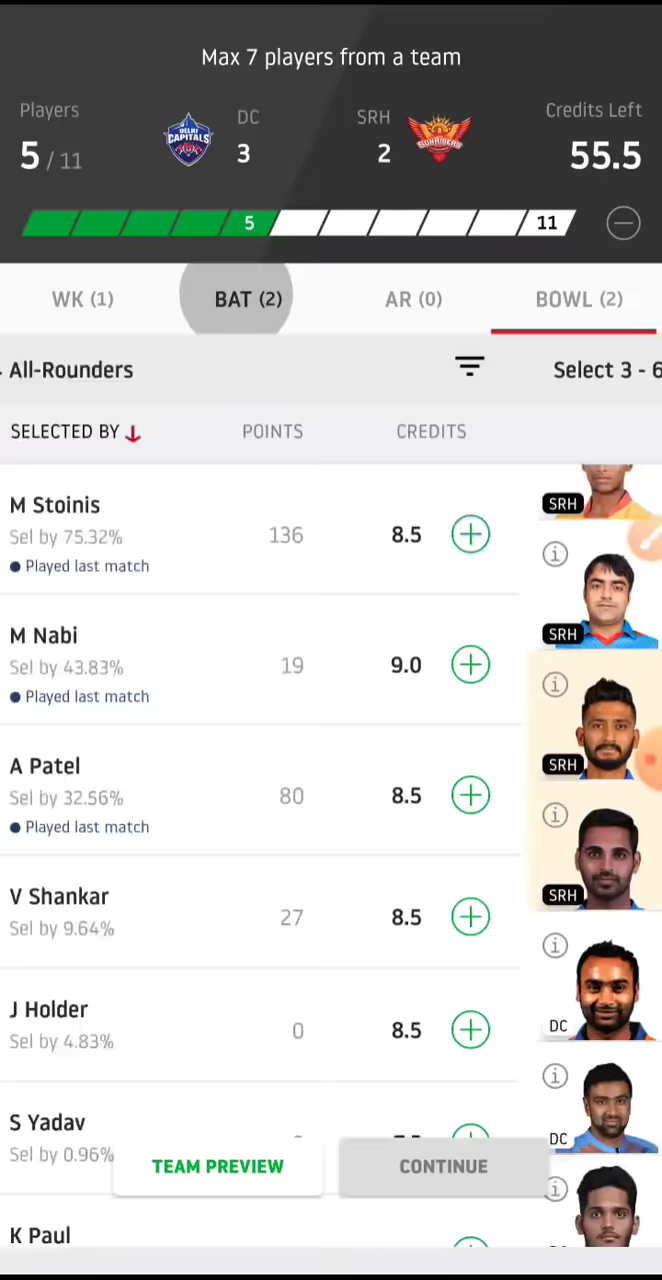 Max 7 players from a team
Players
DC
SRH
Credits Left
5 / 11
DELHI CAPITALS
3
2
SUNRISERS
55.5
5
11
WK (1)
BAT (2)
AR (0)
BOWL (2)
All-Rounders
Select 3 - 6
SELECTED BY
POINTS
CREDITS
M Stoinis
Sel by 75.32%
Played last match
136
8.5
SRH
M Nabi
Sel by 43.83%
Played last match
19
9.0
SRH
A Patel
Sel by 32.56%
Played last match
80
8.5
SRH
V Shankar
Sel by 9.64%
27
8.5
SRH
J Holder
Sel by 4.83%
0
8.5
DC
S Yadav
Sel by 0.96%
DC
TEAM PREVIEW
CONTINUE
K Paul